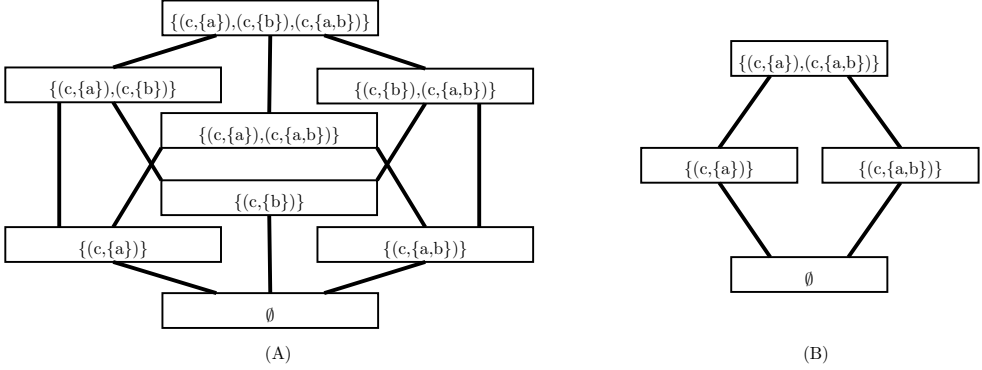 {(c,{a}),(c,{b}),(c,{a,b})}
{(c,{a}),(c,{b})}
{(c,{b}),(c,{a,b})}
{(c,{a}),(c,{a,b})}
{(c,{b})}
{(c,{a})}
{(c,{a,b})}
∅
(A)
{(c,{a}),(c,{a,b})}
{(c,{a})}
{(c,{a,b})}
∅
(B)